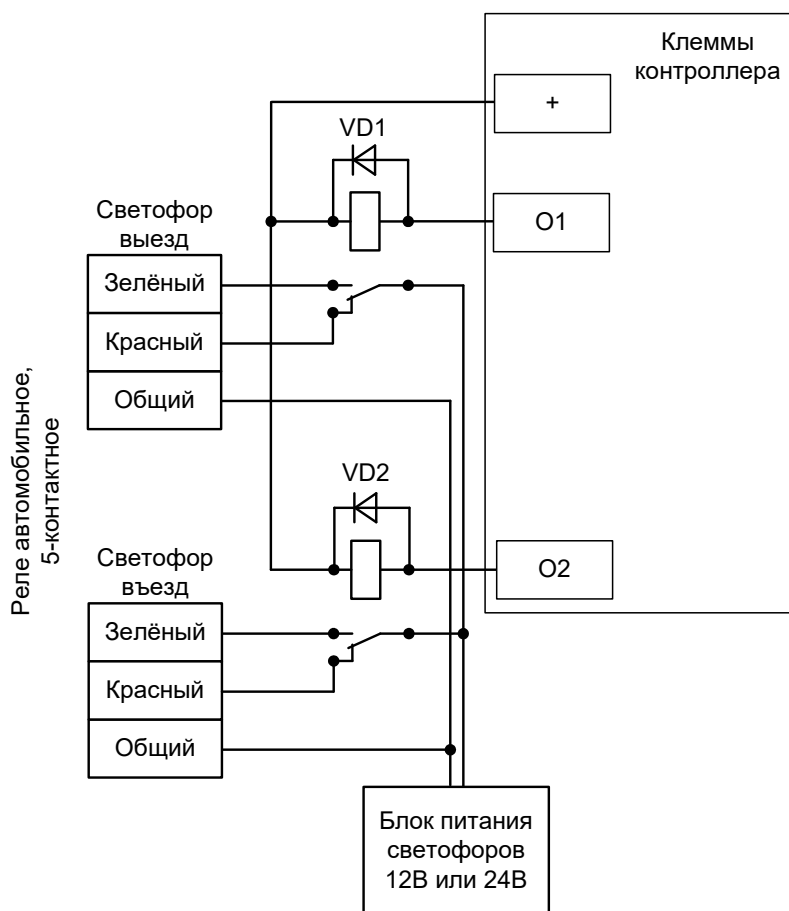 Клеммы
контроллера
+
VD1
O1
Светофор
выезд
Зелёный
Красный
Общий
Реле автомобильное,
5-контактное
VD2
O2
Светофор
въезд
Зелёный
Красный
Общий
Блок питания
светофоров
12В или 24В